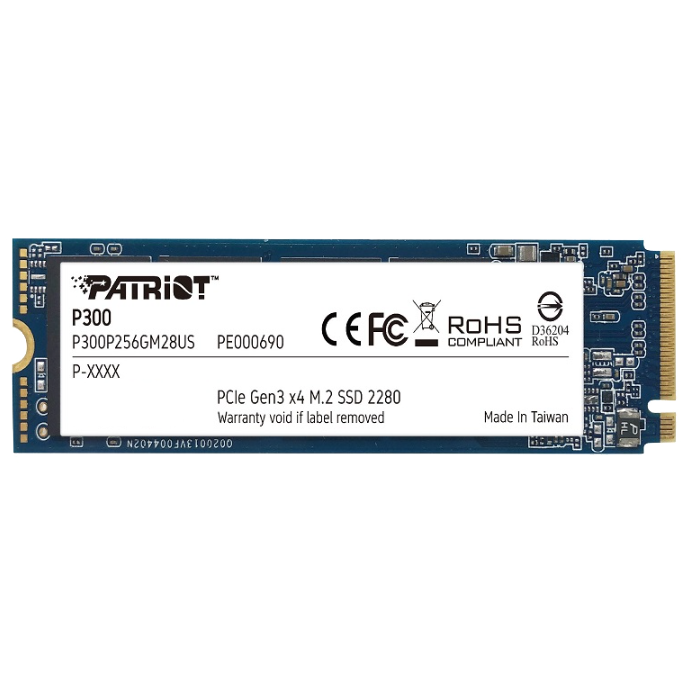 PATRIOT™
P300
P300P256GM28US PE000690
P-XXXX
CE FC RoHS
COMPLIANT
D36204
RoHS
PCIe Gen3 x4 M.2 SSD 2280
Warranty void if label removed
Made In Taiwan